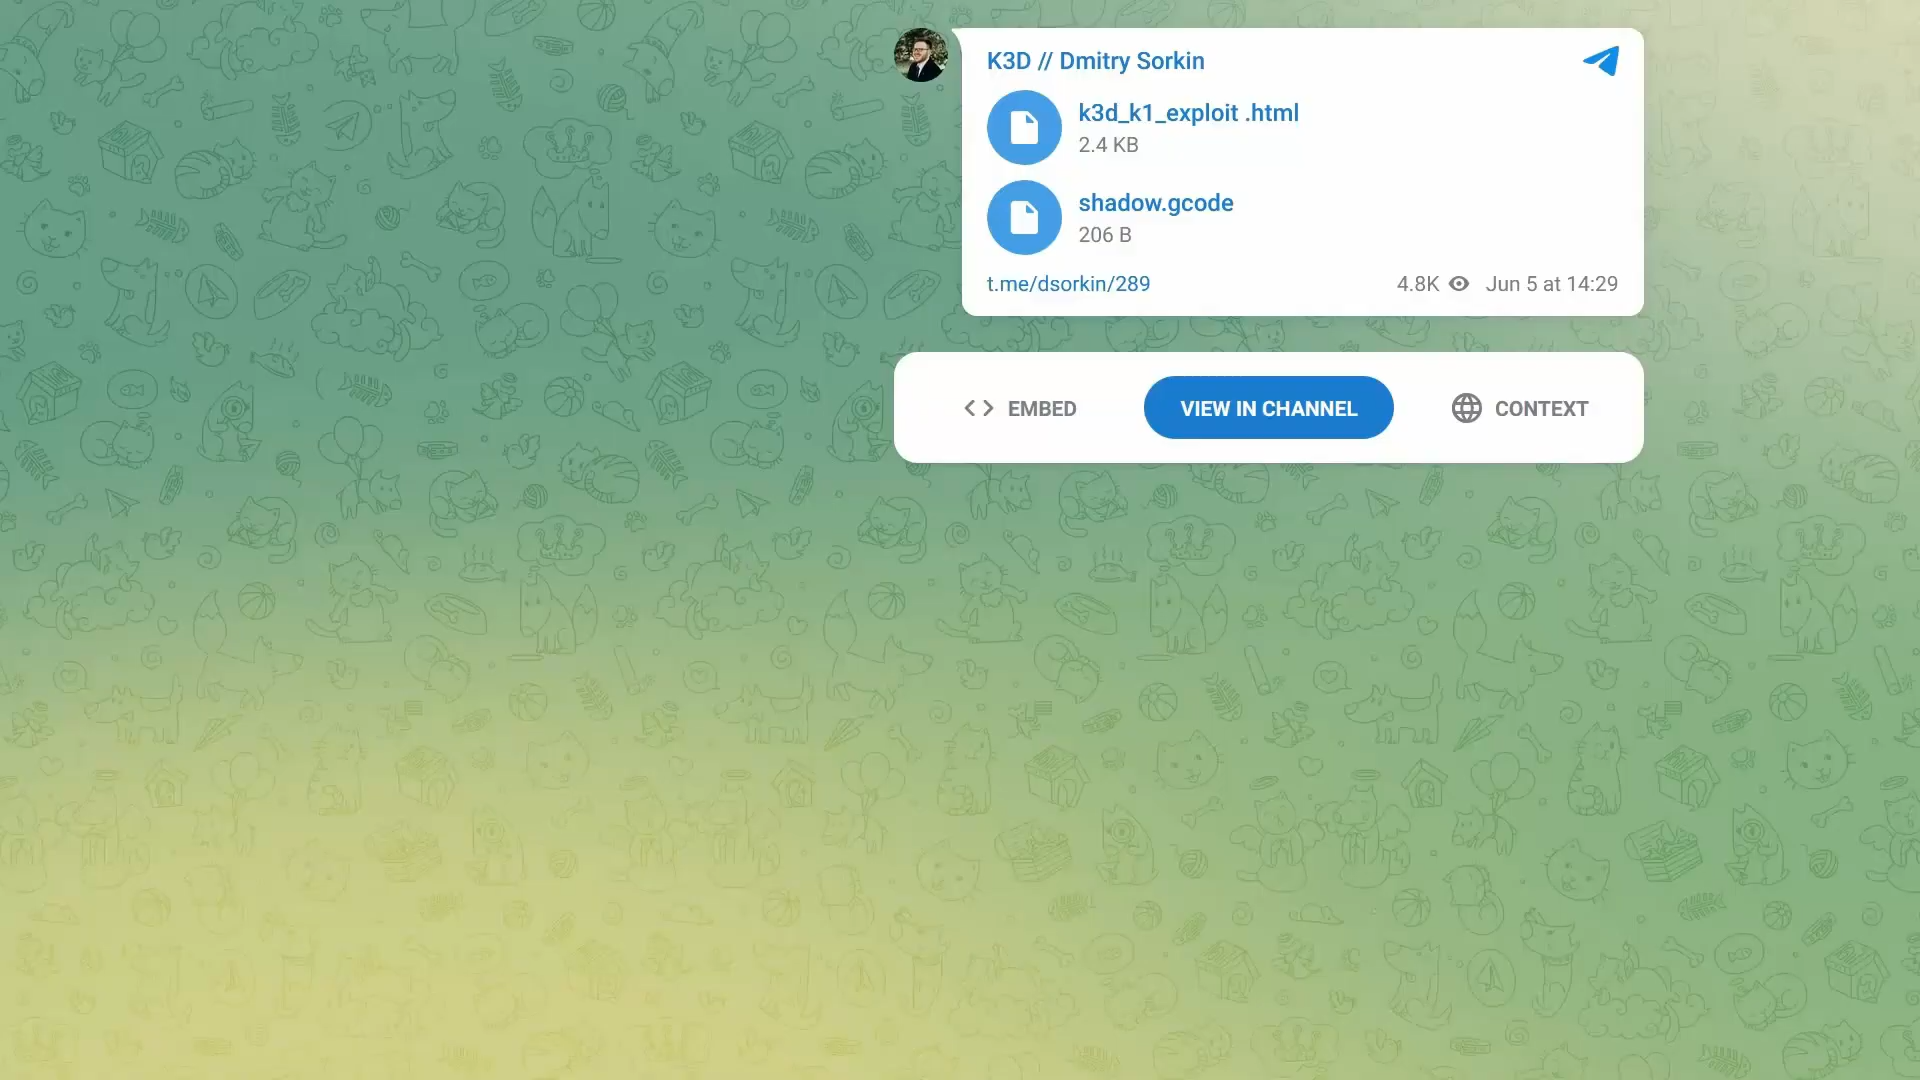 K3D // Dmitry Sorkin
k3d_k1_exploit .html
2.4 KB
shadow.gcode
206 B
t.me/dsorkin/289 4.8K Jun 5 at 14:29
EMBED VIEW IN CHANNEL CONTEXT